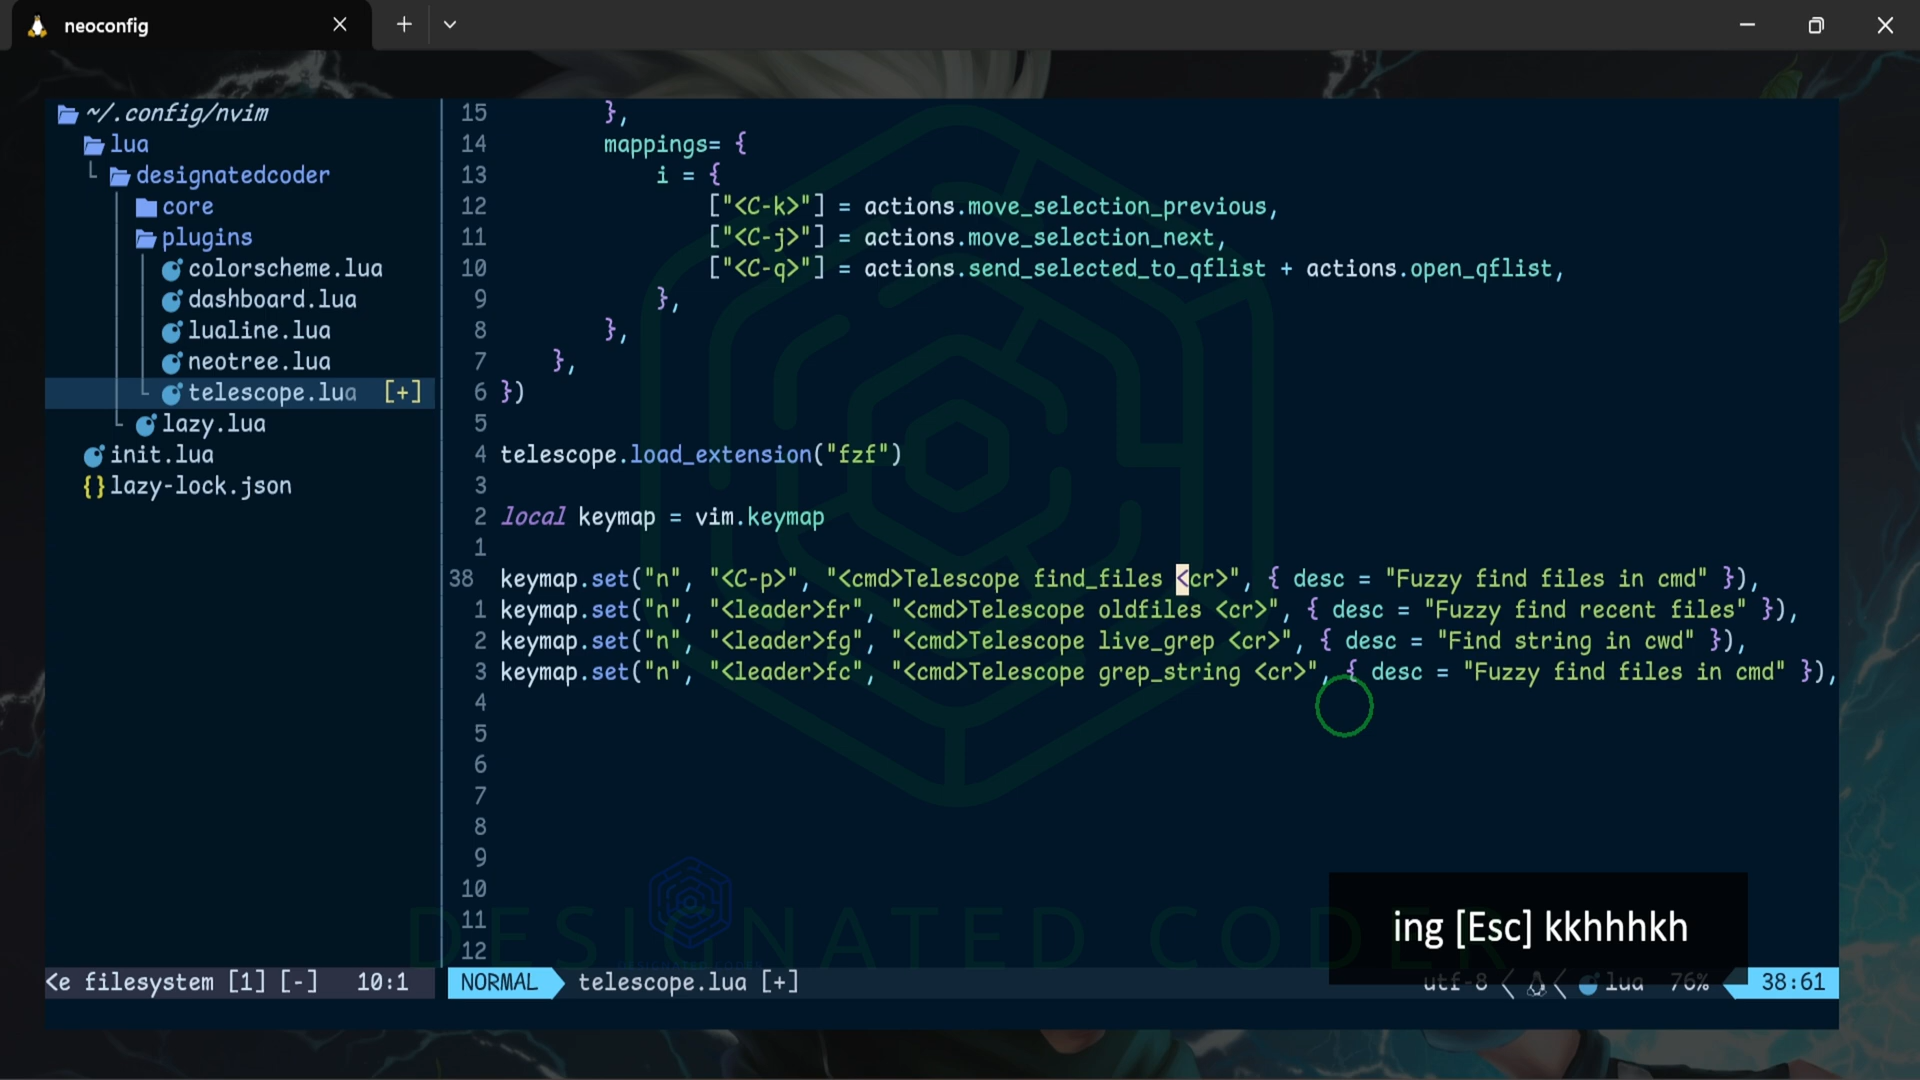 neoconfig
~/.config/nvim
lua
designatedcoder
core
plugins
colorscheme.lua
dashboard.lua
lualine.lua
neotree.lua
telescope.lua [+]
lazy.lua
init.lua
{} lazy-lock.json
<e filesystem [1] [-] 10:1
15 },
14 mappings= {
13 i = {
12 ["<C-k>"] = actions.move_selection_previous,
11 ["<C-j>"] = actions.move_selection_next,
10 ["<C-q>"] = actions.send_selected_to_qflist + actions.open_qflist,
9 },
8 },
7 },
6 })
5
4 telescope.load_extension("fzf")
3
2 local keymap = vim.keymap
1
38 keymap.set("n", "<C-p>", "<cmd>Telescope find_files <cr>", { desc = "Fuzzy find files in cmd" }),
1 keymap.set("n", "<leader>fr", "<cmd>Telescope oldfiles <cr>", { desc = "Fuzzy find recent files" }),
2 keymap.set("n", "<leader>fg", "<cmd>Telescope live_grep <cr>", { desc = "Find string in cwd" }),
3 keymap.set("n", "<leader>fc", "<cmd>Telescope grep_string <cr>", { desc = "Fuzzy find files in cmd" }),
4
5
6
7
8
9
10
11
12
DESIGNATED CODER
ing [Esc] kkhhhkh
NORMAL telescope.lua [+] utf-8 lua 76% 38:61